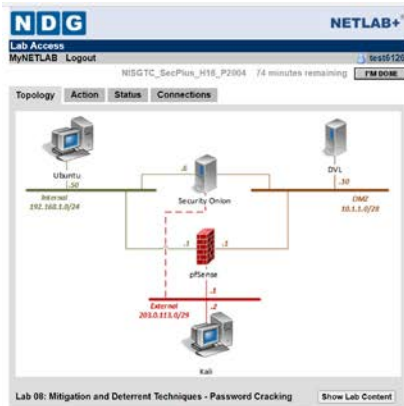 NDG NETLAB+
Lab Access
MyNETLAB Logout test6126
NISGTC_SecPlus_H16_P2004 74 minutes remaining I'M DONE
Topology Action Status Connections
Ubuntu
.50
Internal
192.168.1.0/24
.6
Security Onion
DVL
.10
DMZ
10.1.1.0/28
.1
.1
pfSense
External
203.0.113.0/29
.1
.2
Kali
Lab 08: Mitigation and Deterrent Techniques - Password Cracking Show Lab Content